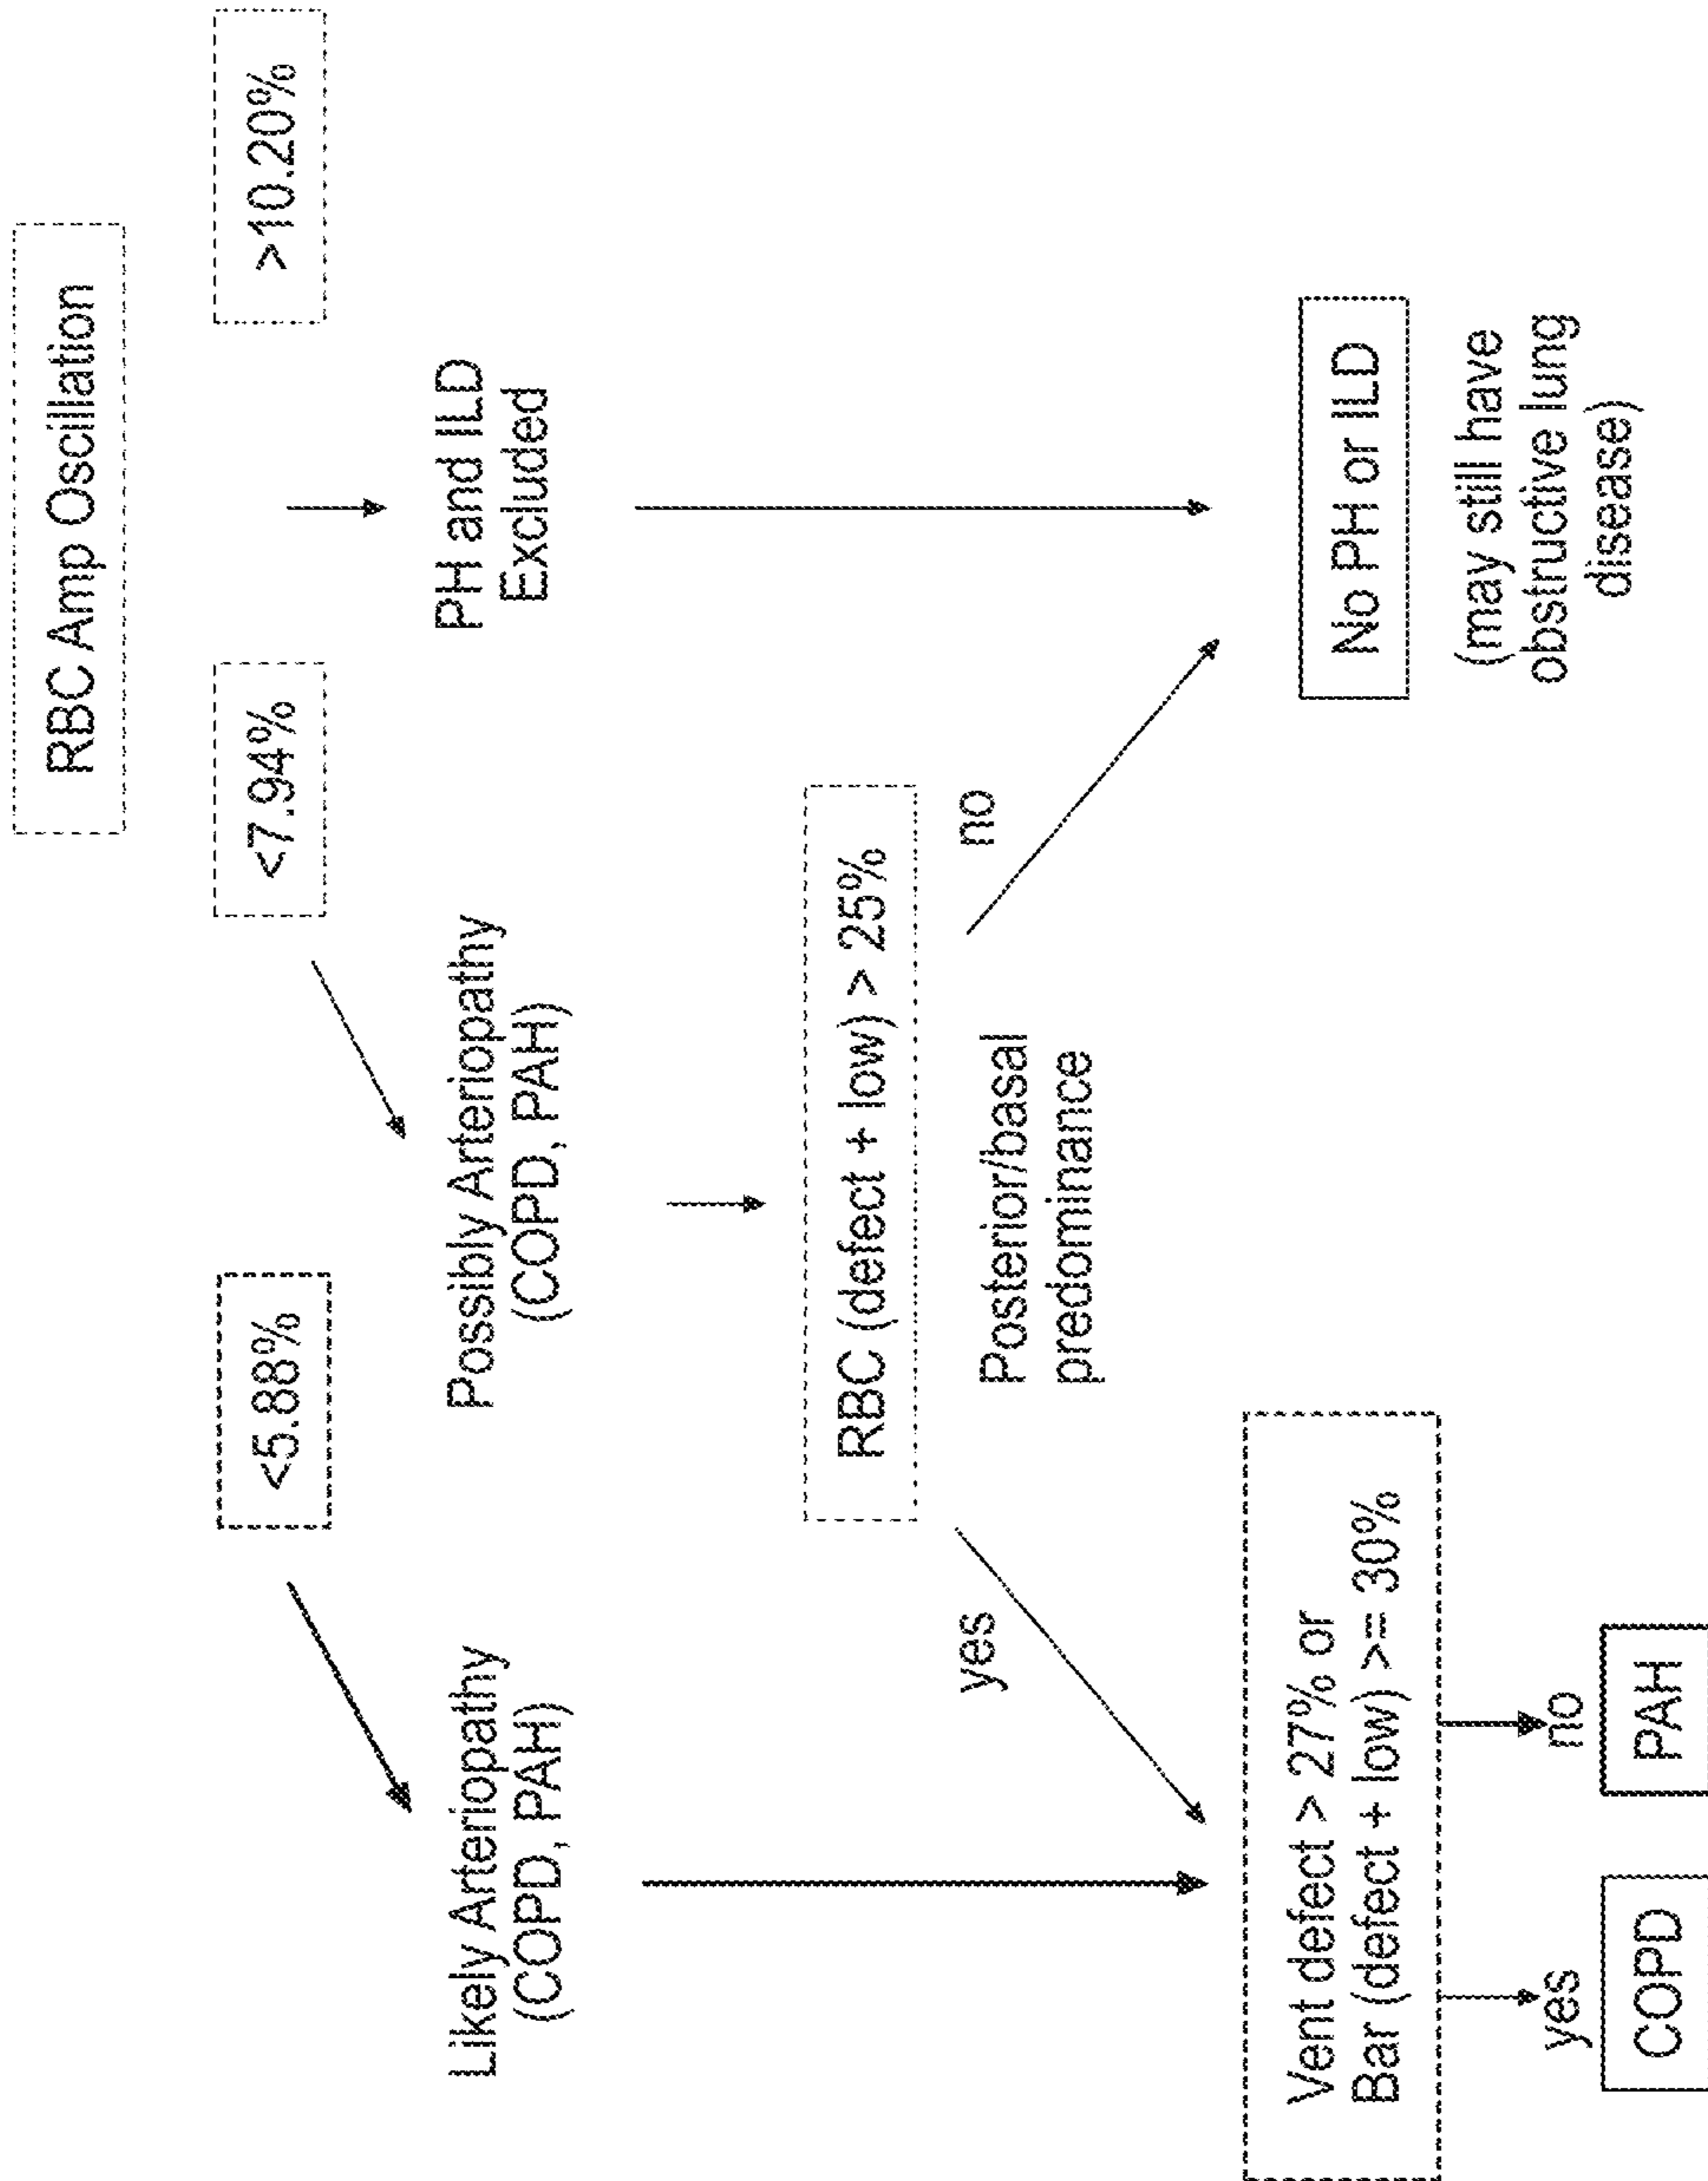 RBC Amp Oscillation
<5.88%
<7.94%
>10.20%
Likely Arteriopathy
(COPD, PAH)
Possibly Arteriopathy
(COPD, PAH)
PH and ILD
Excluded
RBC (defect + low) > 25%
yes
Posterior/basal
predominance
no
Vent defect > 27% or
Bar (defect + low) >= 30%
No PH or ILD
(may still have
obstructive lung
disease)
yes
no
COPD
PAH